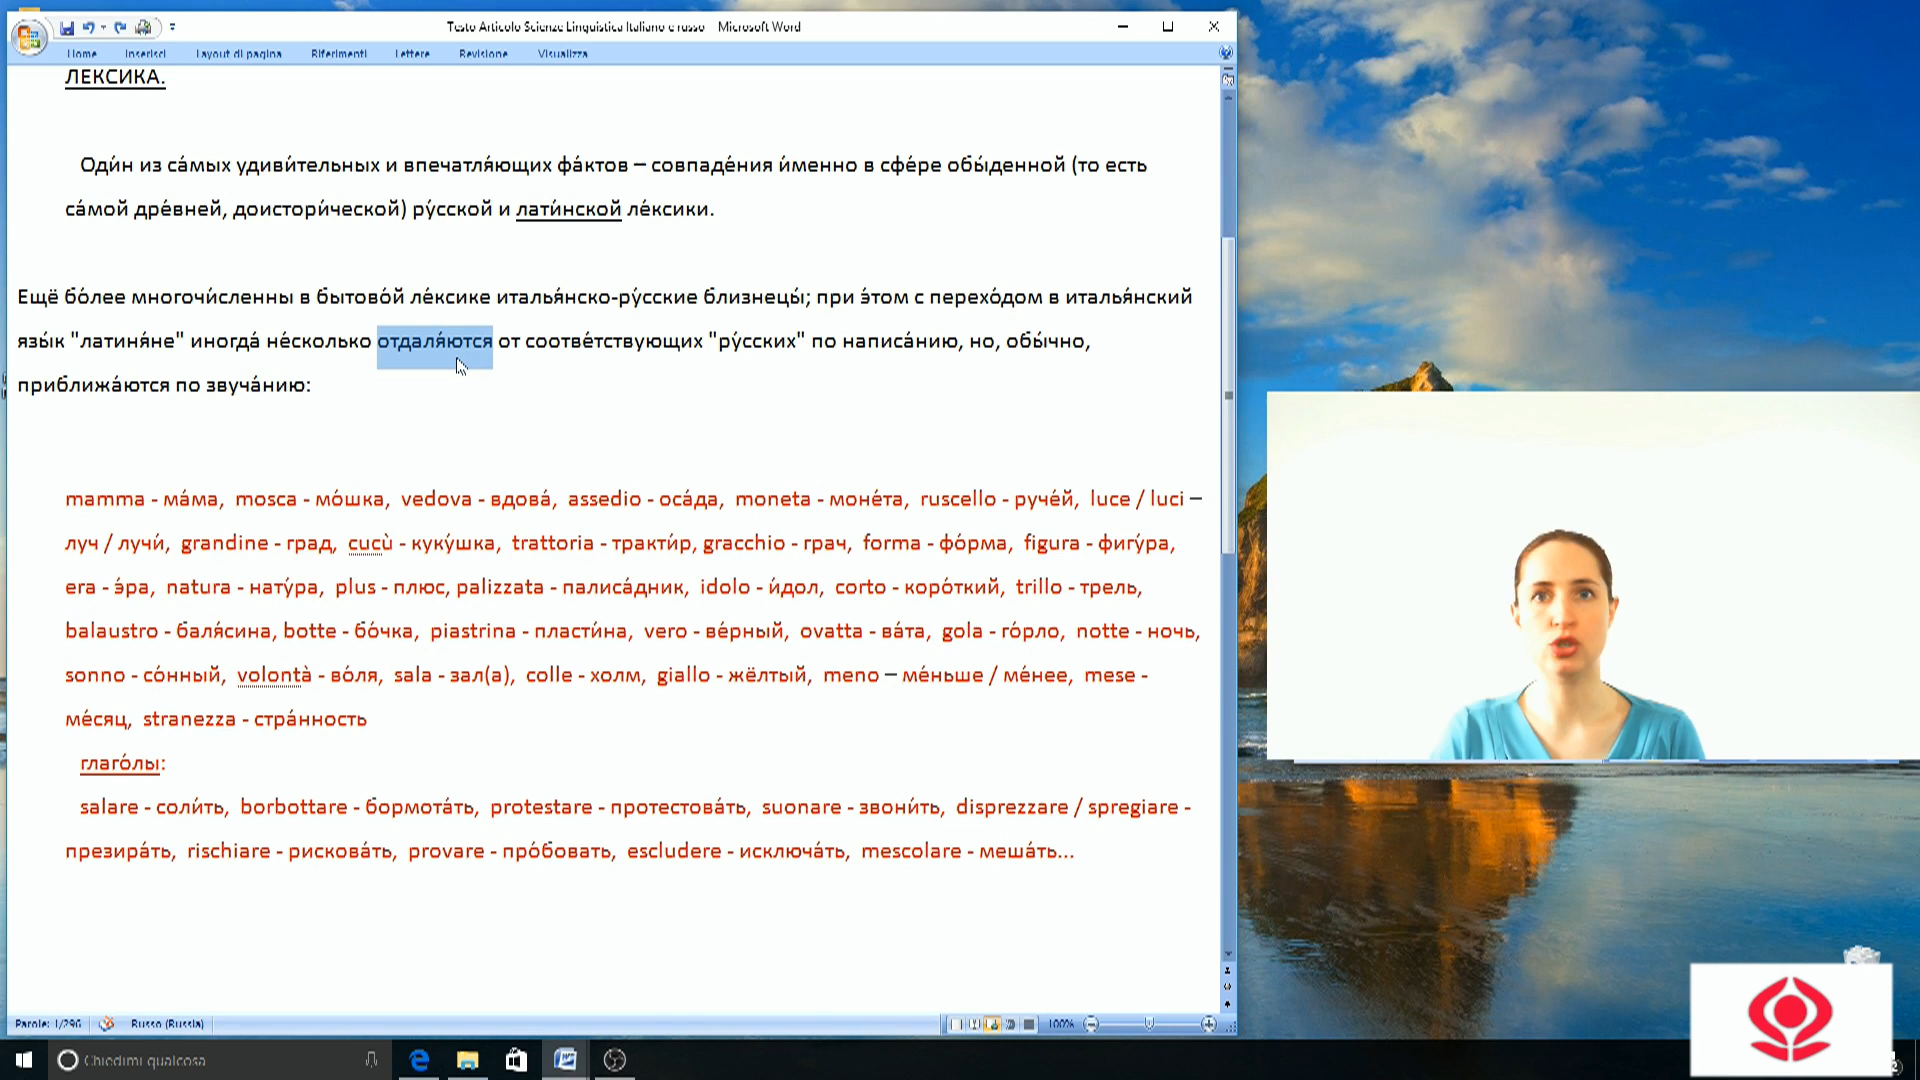 Testo Articolo Scienze Linguistica Italiano e russo - Microsoft Word
Home Inserisci Layout di pagina Riferimenti Lettere Revisione Visualizza
ЛЕКСИКА.
Оди́н из са́мых удиви́тельных и впечатля́ющих фа́ктов – совпаде́ния и́менно в сфе́ре обы́денной (то есть
са́мой дре́вней, доистори́ческой) ру́сской и лати́нской ле́ксики.
Ещё бо́лее многочи́сленны в бытово́й ле́ксике италья́нско-ру́сские близнецы́; при э́том с перехо́дом в италья́нский
язы́к "латиня́не" иногда́ не́сколько отдаля́ются от соотве́тствующих "ру́сских" по написа́нию, но, обы́чно,
приближа́ются по звуча́нию:
mamma - ма́ма, mosca - мо́шка, vedova - вдова́, assedio - оса́да, moneta - моне́та, ruscello - руче́й, luce / luci –
луч / лучи́, grandine - град, cucù - куку́шка, trattoria - тракти́р, gracchio - грач, forma - фо́рма, figura - фигу́ра,
era - э́ра, natura - нату́ра, plus - плюс, palizzata - палиса́дник, idolo - и́дол, corto - коро́ткий, trillo - трель,
balaustro - баля́сина, botte - бо́чка, piastrina - пласти́на, vero - ве́рный, ovatta - ва́та, gola - го́рло, notte - ночь,
sonno - со́нный, volontà - во́ля, sala - зал(а), colle - холм, giallo - жёлтый, meno – ме́ньше / ме́нее, mese -
ме́сяц, stranezza - стра́нность
глаго́лы:
salare - соли́ть, borbottare - бормота́ть, protestare - протестова́ть, suonare - звони́ть, disprezzare / spregiare -
презира́ть, rischiare - рискова́ть, provare - про́бовать, escludere - исключа́ть, mescolare - меша́ть...
Parole: 1/296 Russo (Russia) 100%
Chiedimi qualcosa